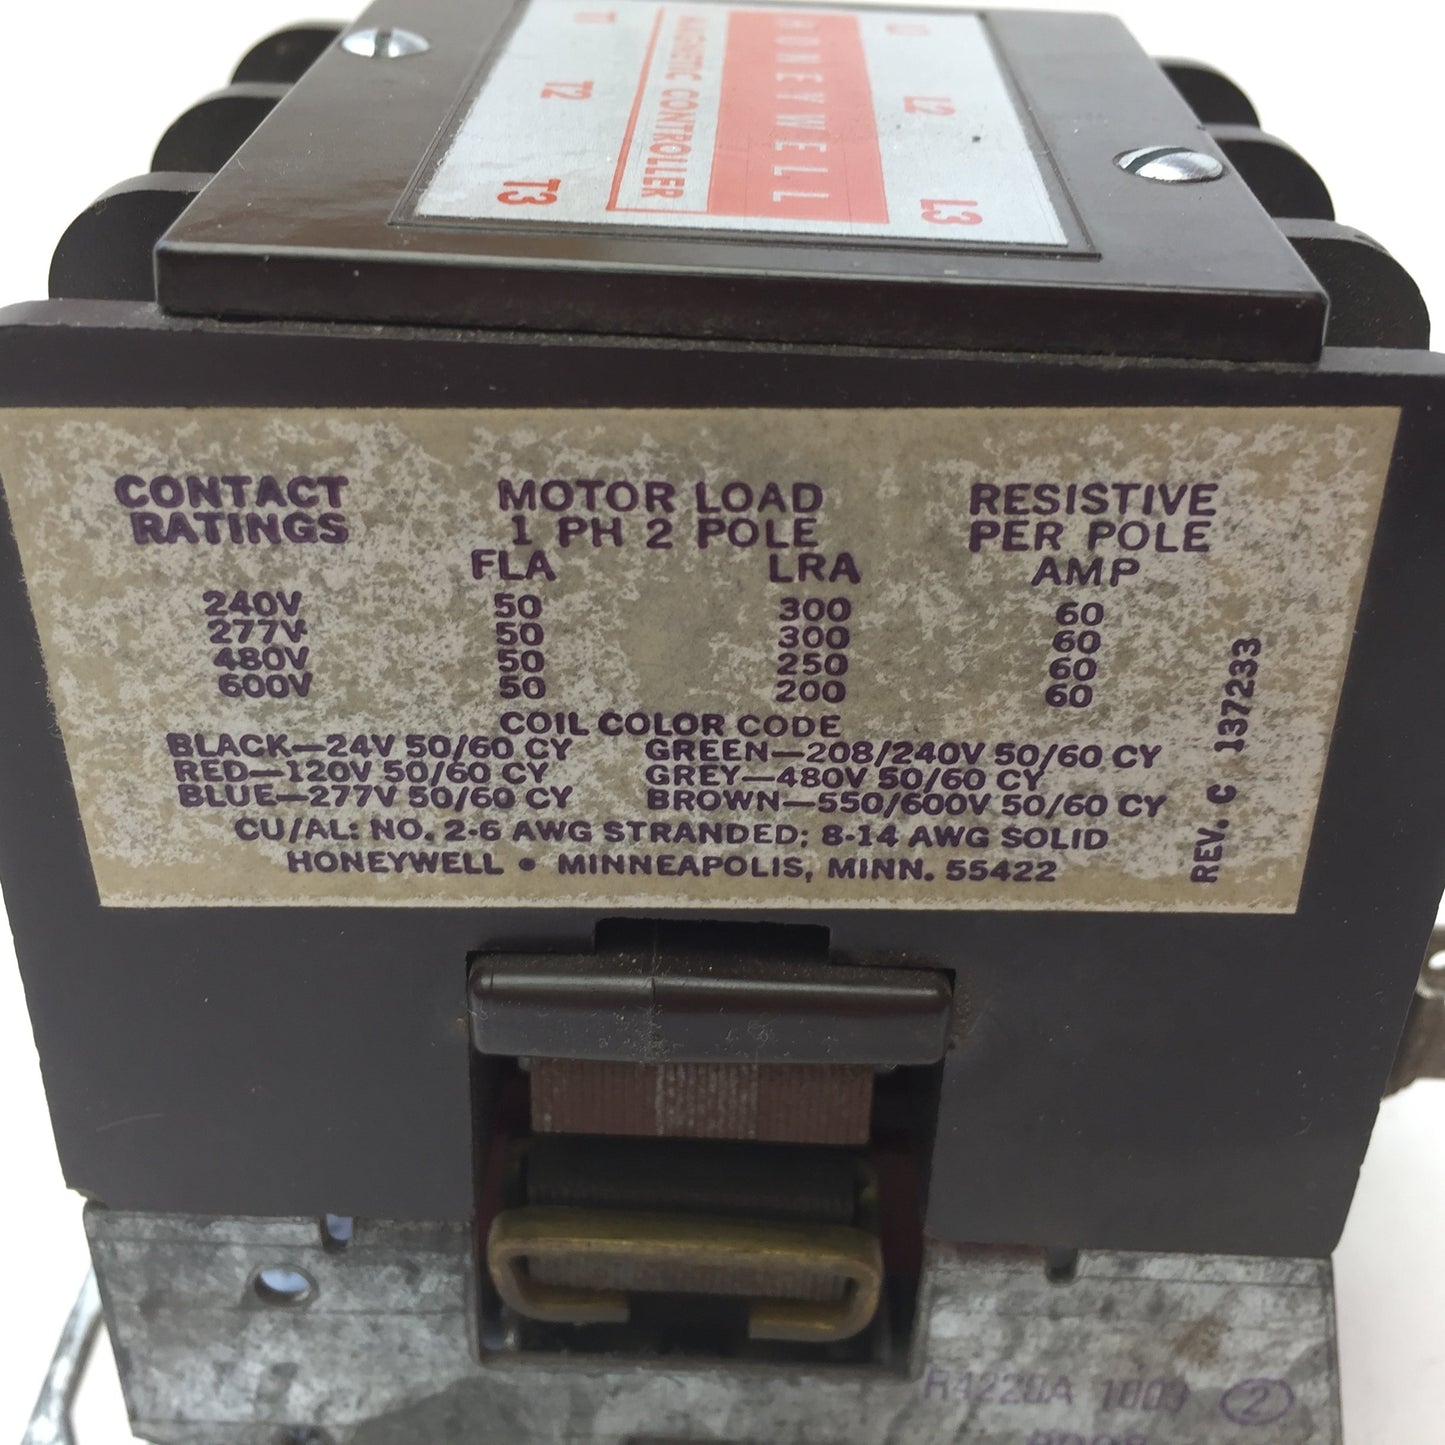 HONEYWELL
MAGNETIC CONTROLLER
L2
L3
T1
T2
T3
CONTACT RATINGS MOTOR LOAD 1 PH 2 POLE RESISTIVE PER POLE
FLA LRA AMP
240V 50 300 60
277V 50 300 60
480V 50 250 60
600V 50 200 60
COIL COLOR CODE
BLACK—24V 50/60 CY GREEN—208/240V 50/60 CY
RED—120V 50/60 CY GREY—480V 50/60 CY
BLUE—277V 50/60 CY BROWN—550/600V 50/60 CY
CU/AL: NO. 2-6 AWG STRANDED; 8-14 AWG SOLID
HONEYWELL • MINNEAPOLIS, MINN. 55422
REV. C 137233
R4220A 1003 2